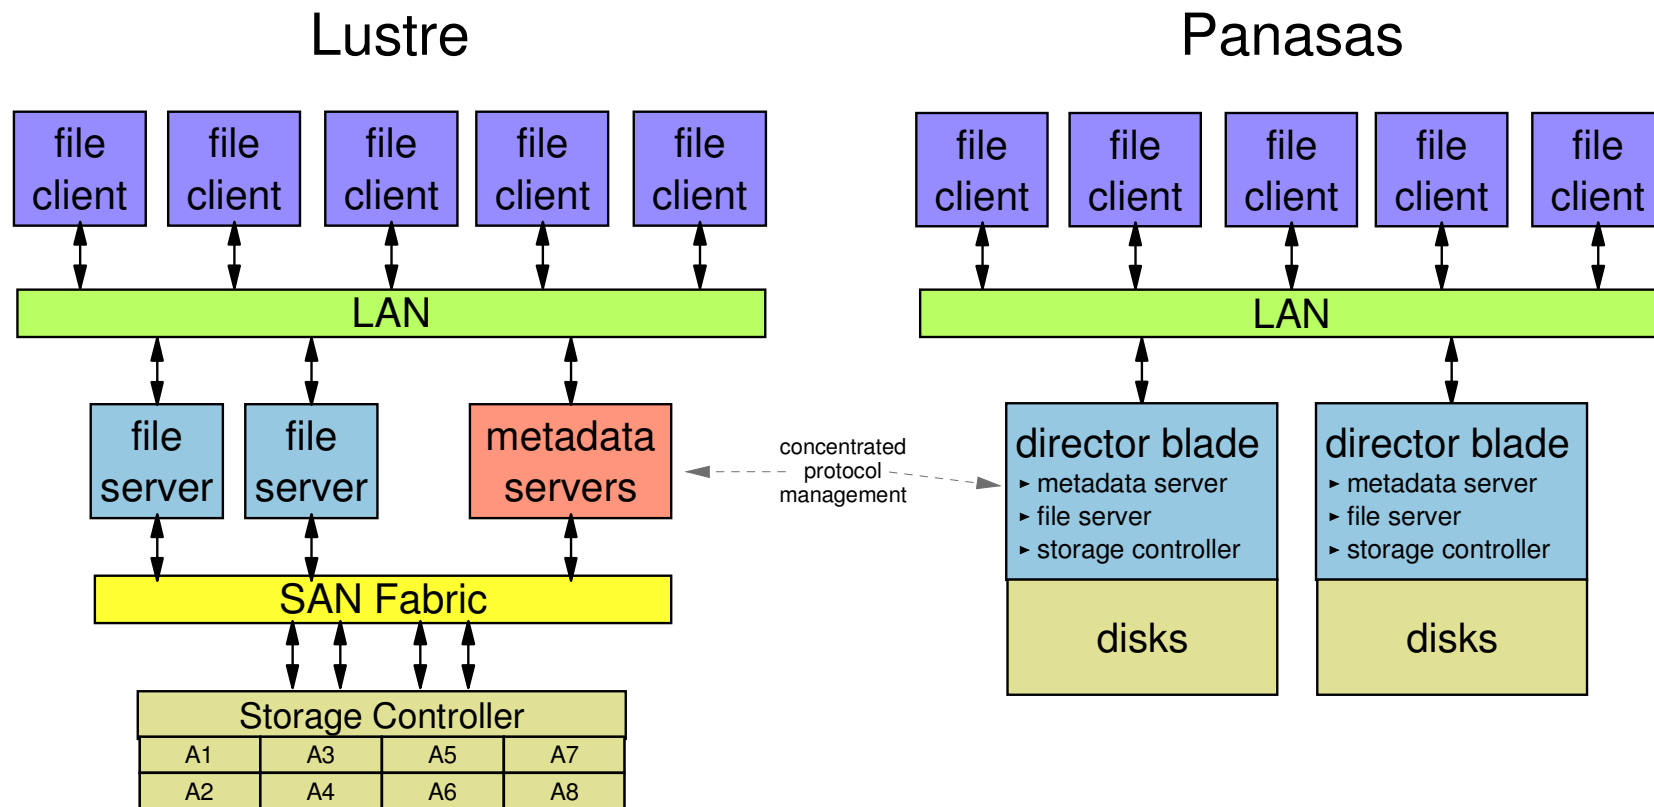 Lustre
Panasas
file client
file client
file client
file client
file client
file client
file client
file client
file client
file client
LAN
LAN
file server
file server
metadata servers
concentrated
protocol
management
director blade
▸ metadata server
▸ file server
▸ storage controller
director blade
▸ metadata server
▸ file server
▸ storage controller
SAN Fabric
disks
disks
Storage Controller
A1 A3 A5 A7
A2 A4 A6 A8